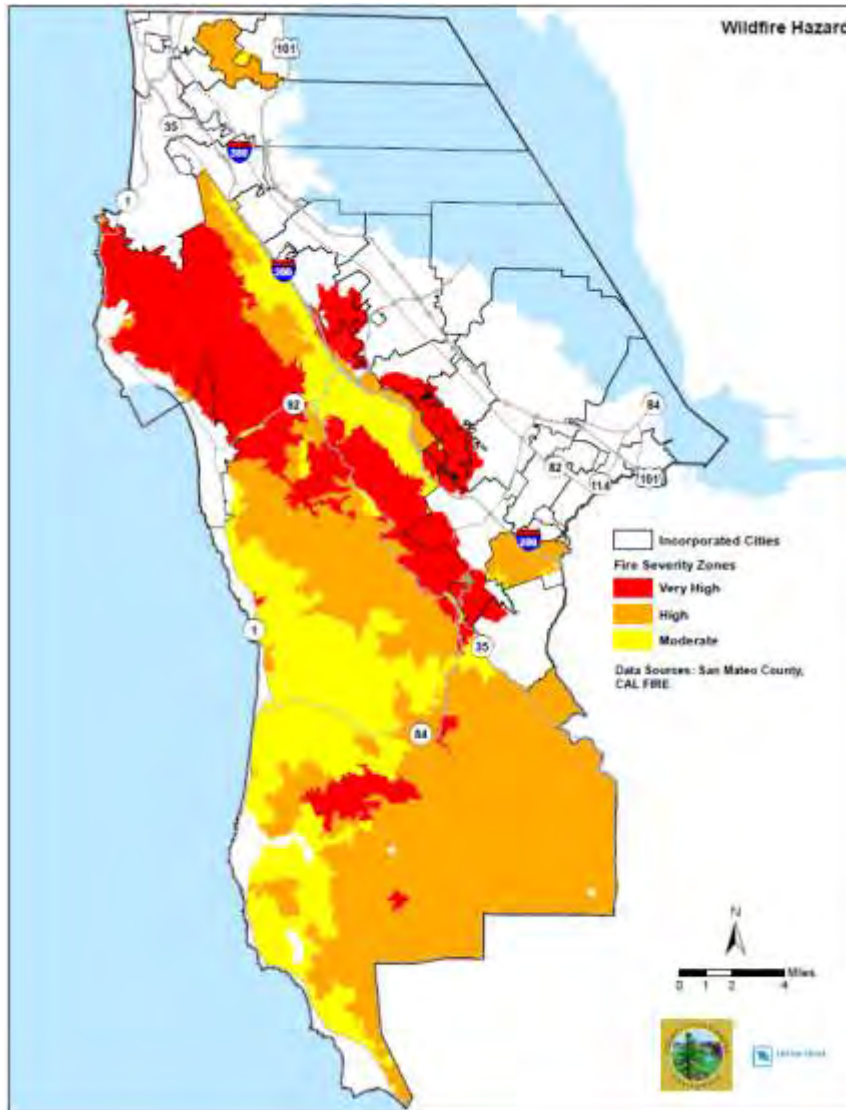 Wildfire Hazard
101
35
380
1
280
92
84
82
114
101
280
Incorporated Cities
Fire Severity Zones
Very High
High
Moderate
1
35
Data Sources: San Mateo County,
CAL FIRE
84
N
Miles
0 1 2 4